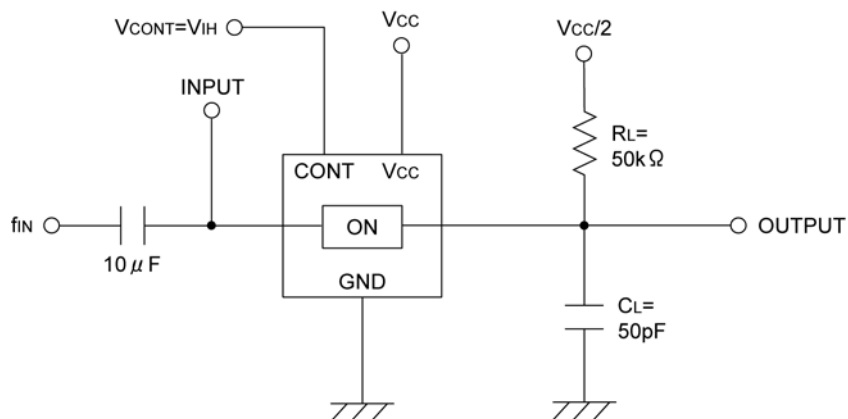 VCONT=VIH
VCC
VCC/2
INPUT
RL=
50kΩ
CONT
VCC
fIN
ON
OUTPUT
10μF
GND
CL=
50pF